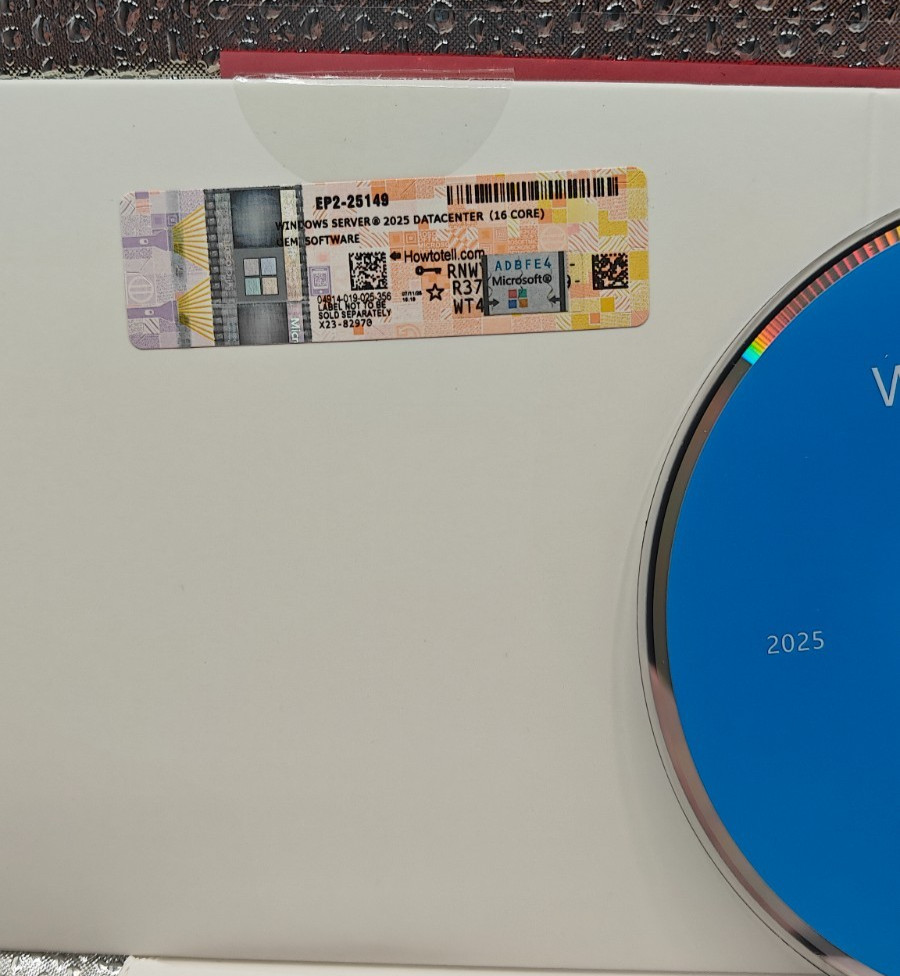 EP2-25149
WINDOWS SERVER® 2025 DATACENTER (16 CORE)
OEM SOFTWARE
Howtotell.com
RNW
R37
WT4
ADBFE4
Microsoft®
04914-019-025-356
LABEL NOT TO BE
SOLD SEPARATELY
X23-82970
W
2025